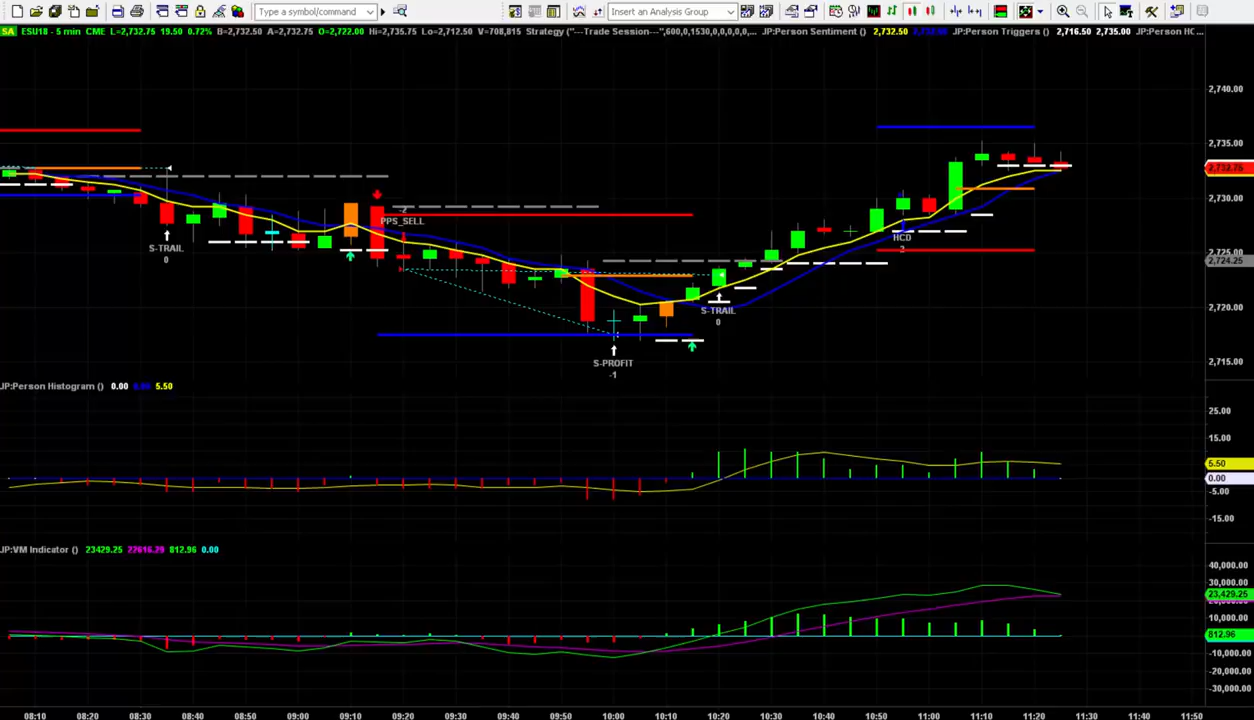 Type a symbol/command
Insert an Analysis Group
SA ESU18 - 5 min CME L=2,732.75 19.50 0.72% B=2,732.50 A=2,732.75 O=2,722.00 Hi=2,735.75 Lo=2,712.50 V=708,815 Strategy ("---Trade Session---",600,0,1530,0,0,0,0,0,... JP:Person Sentiment () 2,732.50 JP:Person Triggers () 2,716.50 2,735.00 JP:Person HC ...
2,740.00
2,735.00
2,732.75
2,730.00
2,725.00
2,724.25
2,720.00
2,715.00
S-TRAIL
0
-2
PPS_SELL
S-PROFIT
-1
S-TRAIL
0
HCD
2
JP:Person Histogram () 0.00 0.00 5.50
25.00
15.00
5.50
0.00
-5.00
-15.00
JP:VM Indicator () 23429.25 22616.29 812.96 0.00
40,000.00
30,000.00
23,429.25
10,000.00
812.96
-10,000.00
-20,000.00
-30,000.00
08:10 08:20 08:30 08:40 08:50 09:00 09:10 09:20 09:30 09:40 09:50 10:00 10:10 10:20 10:30 10:40 10:50 11:00 11:10 11:20 11:30 11:40 11:50